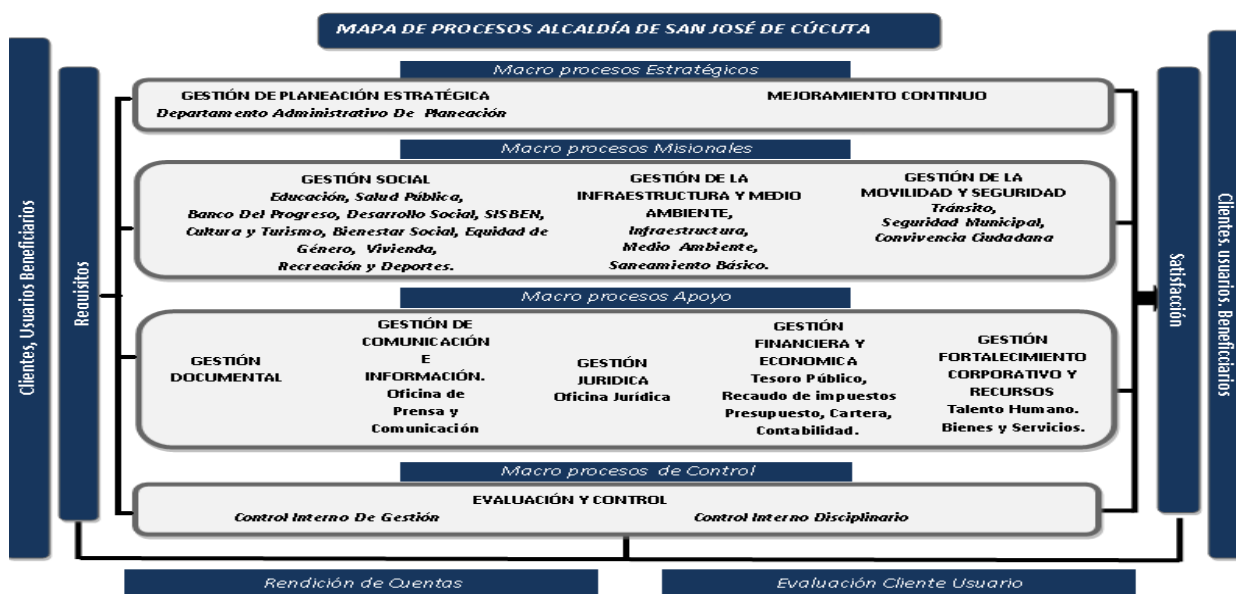 MAPA DE PROCESOS ALCALDÍA DE SAN JOSÉ DE CÚCUTA
Clientes, Usuarios Beneficiarios
Requisitos
Macro procesos Estratégicos
GESTIÓN DE PLANEACIÓN ESTRATÉGICA
Departamento Administrativo De Planeación
MEJORAMIENTO CONTINUO
Macro procesos Misionales
GESTIÓN SOCIAL
Educación, Salud Pública,
Banco Del Progreso, Desarrollo Social, SISBEN,
Cultura y Turismo, Bienestar Social, Equidad de
Género, Vivienda,
Recreación y Deportes.
GESTIÓN DE LA
INFRAESTRUCTURA Y MEDIO
AMBIENTE,
Infraestructura,
Medio Ambiente,
Saneamiento Básico.
GESTIÓN DE LA
MOVILIDAD Y SEGURIDAD
Tránsito,
Seguridad Municipal,
Convivencia Ciudadana
Macro procesos Apoyo
GESTIÓN
DOCUMENTAL
GESTIÓN DE
COMUNICACIÓN
E
INFORMACIÓN.
Oficina de
Prensa y
Comunicación
GESTIÓN
JURIDICA
Oficina Jurídica
GESTIÓN
FINANCIERA Y
ECONOMICA
Tesoro Público,
Recaudo de impuestos
Presupuesto, Cartera,
Contabilidad.
GESTIÓN
FORTALECIMIENTO
CORPORATIVO Y
RECURSOS
Talento Humano.
Bienes y Servicios.
Macro procesos de Control
EVALUACIÓN Y CONTROL
Control Interno De Gestión
Control Interno Disciplinario
Satisfacción
Clientes. usuarios. Beneficciarios
Rendición de Cuentas
Evaluación Cliente Usuario